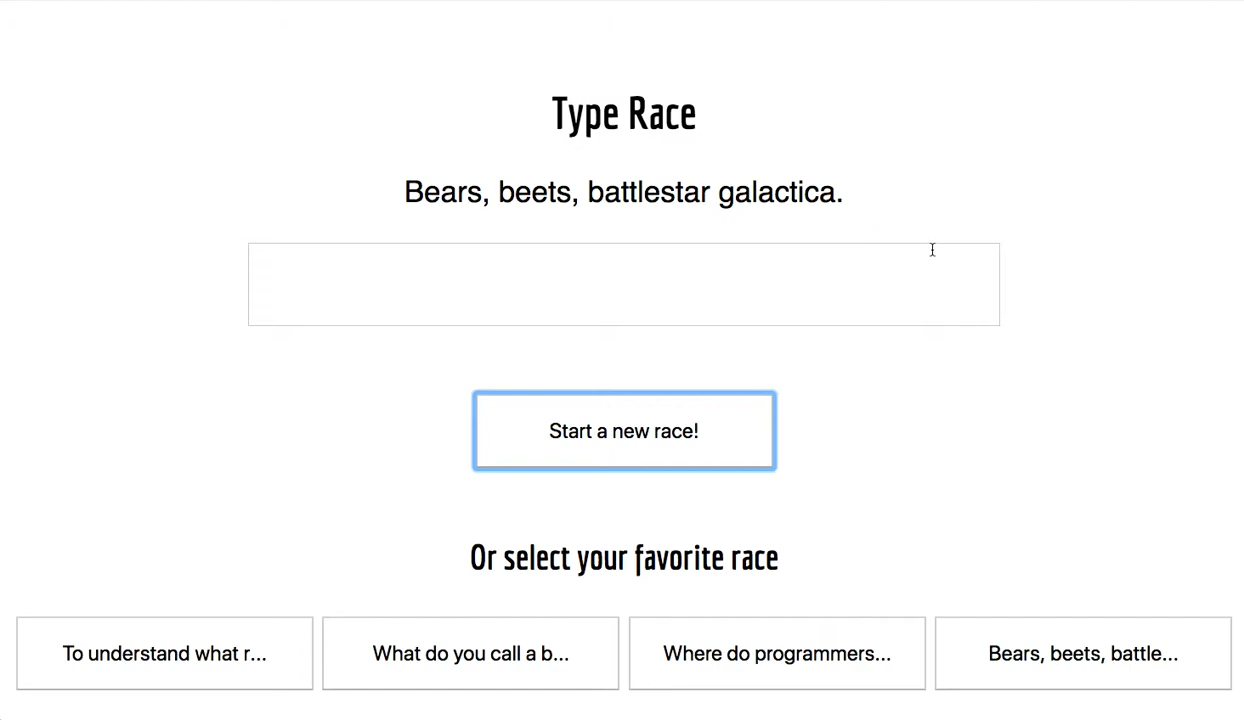 Type Race
Bears, beets, battlestar galactica.
Start a new race!
Or select your favorite race
To understand what r...
What do you call a b...
Where do programmers...
Bears, beets, battle...